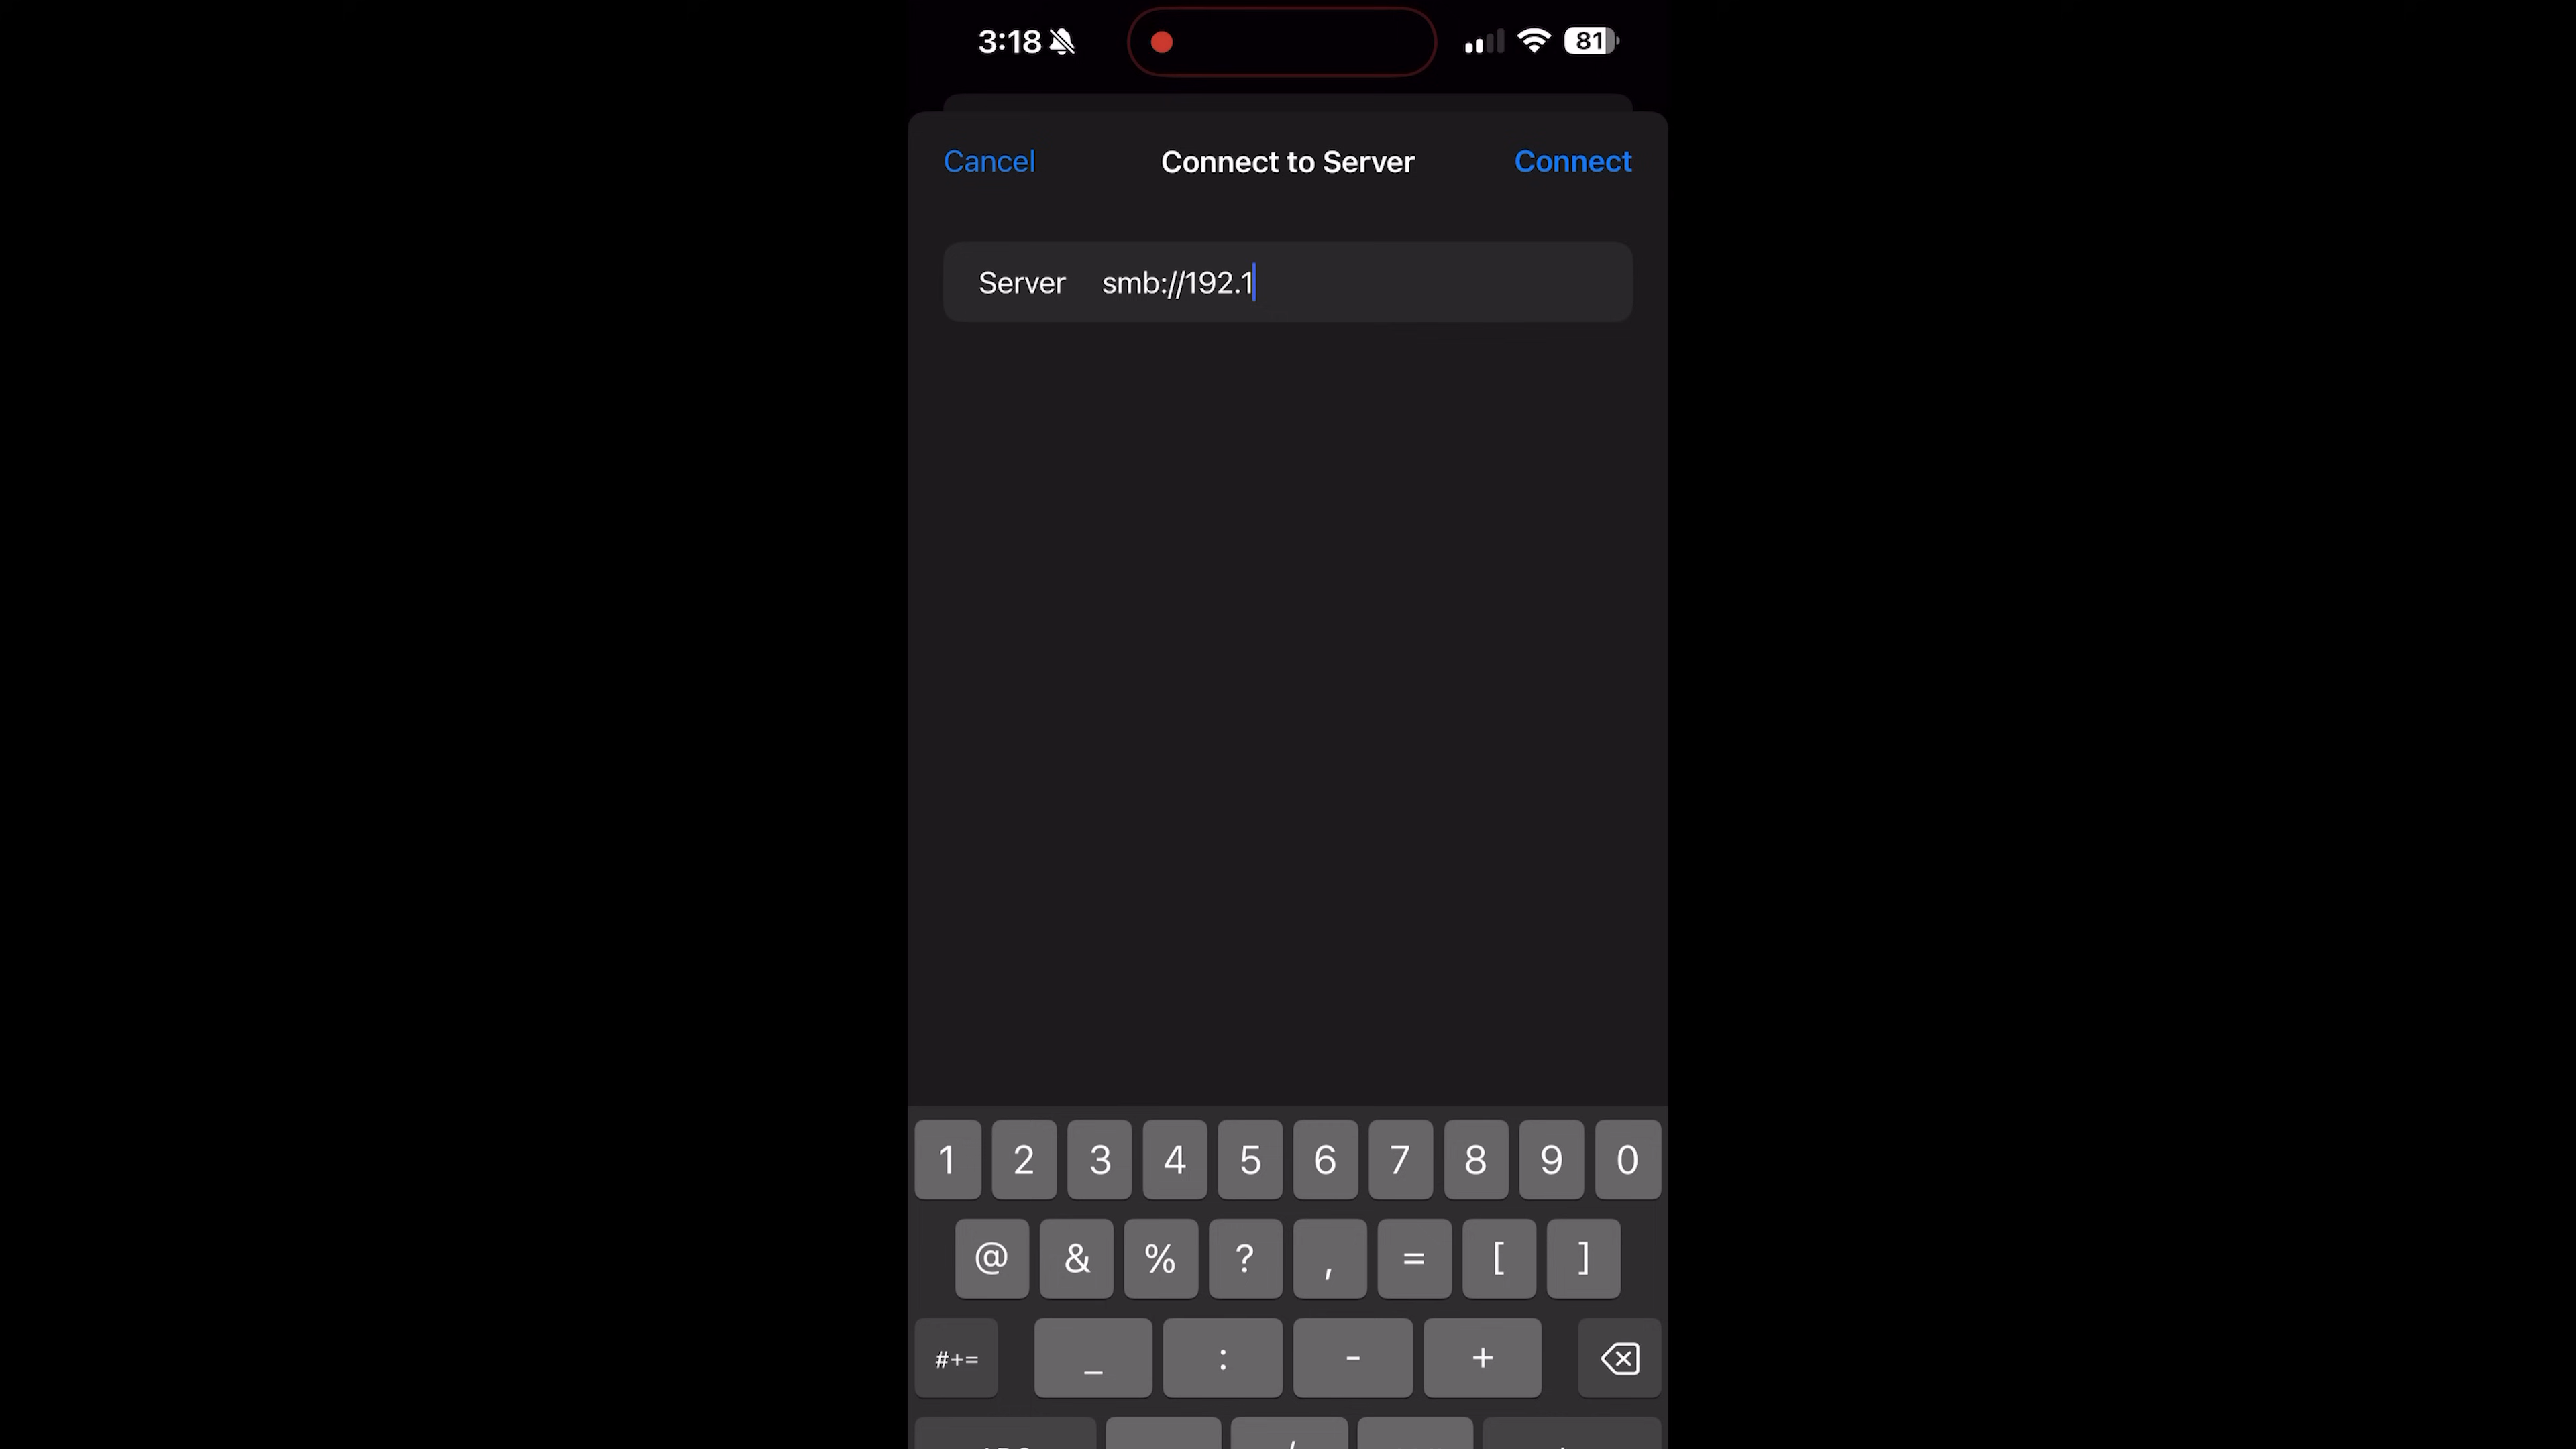 3:18 81
Cancel Connect to Server Connect
Server smb://192.1
1 2 3 4 5 6 7 8 9 0
@ & % ? , = [ ]
#+= _ : - +
/